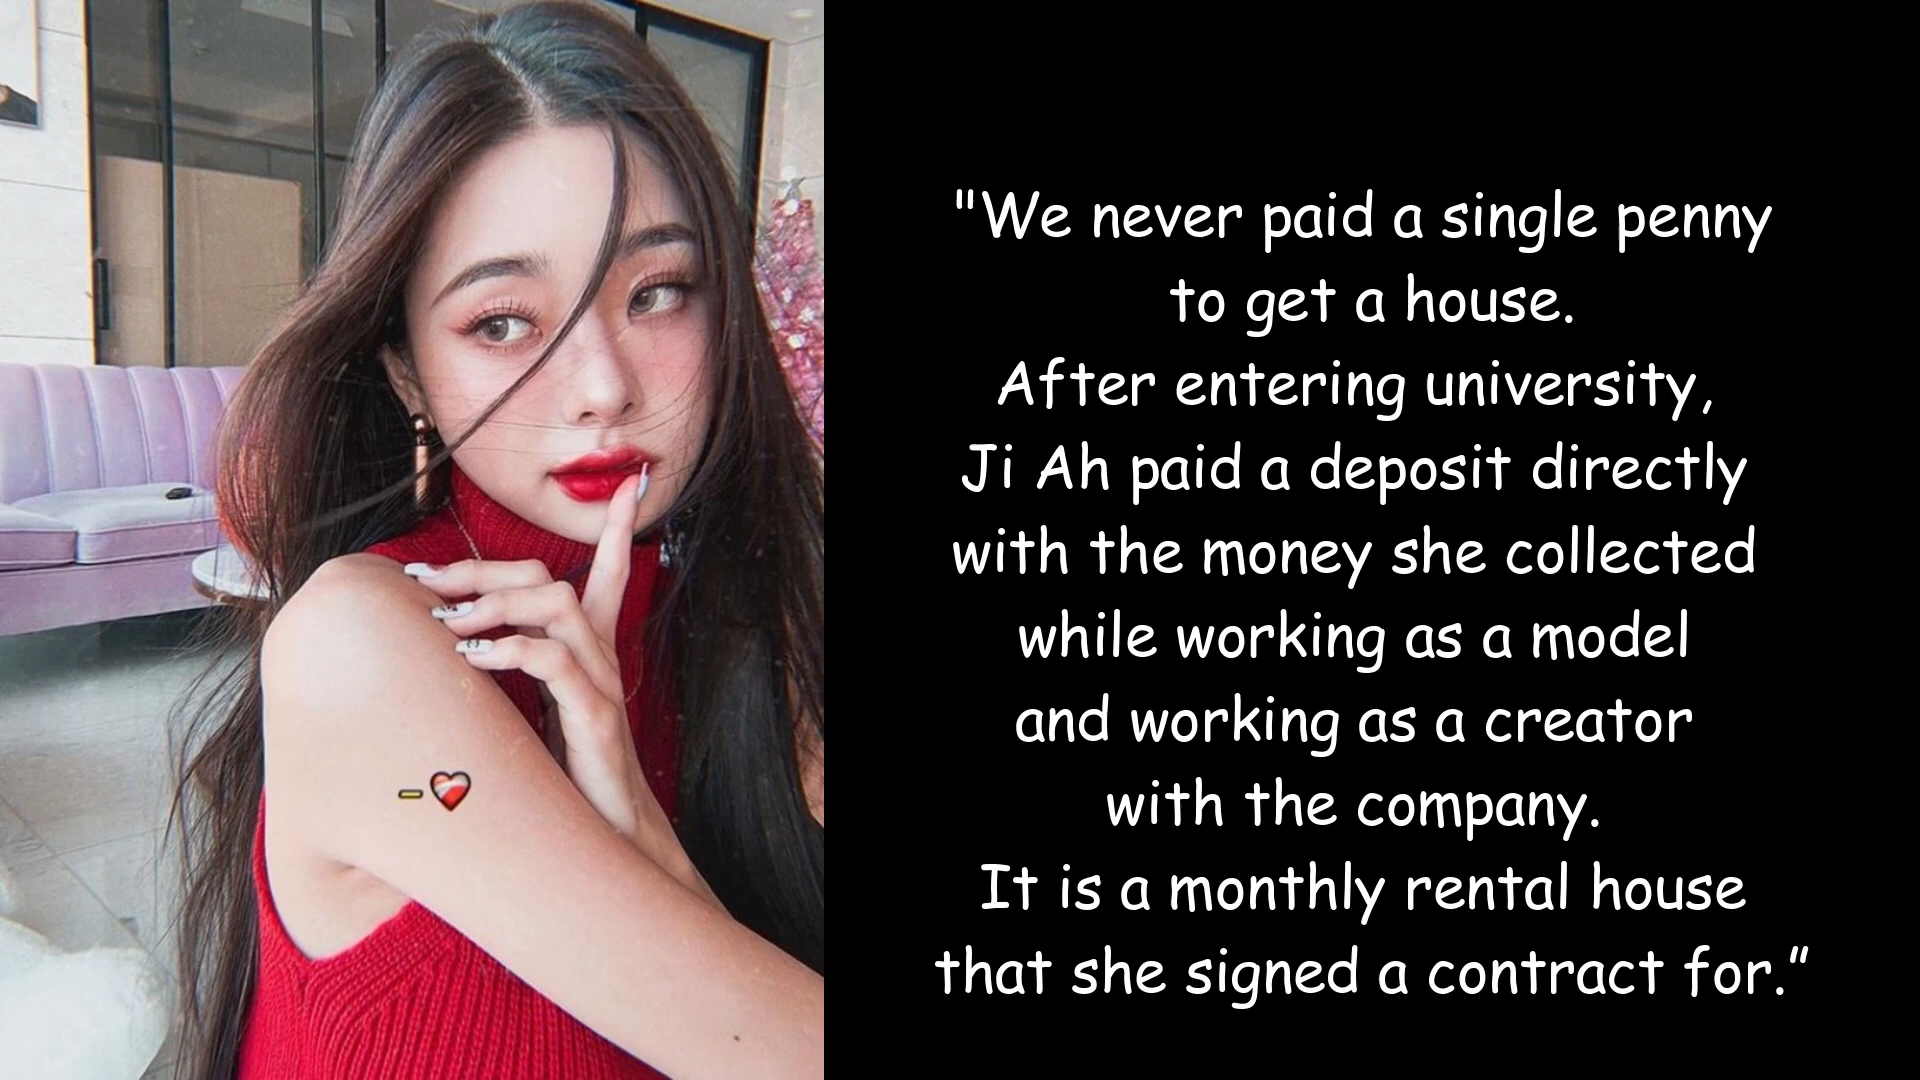 "We never paid a single penny
to get a house.
After entering university,
Ji Ah paid a deposit directly
with the money she collected
while working as a model
and working as a creator
with the company.
It is a monthly rental house
that she signed a contract for.”